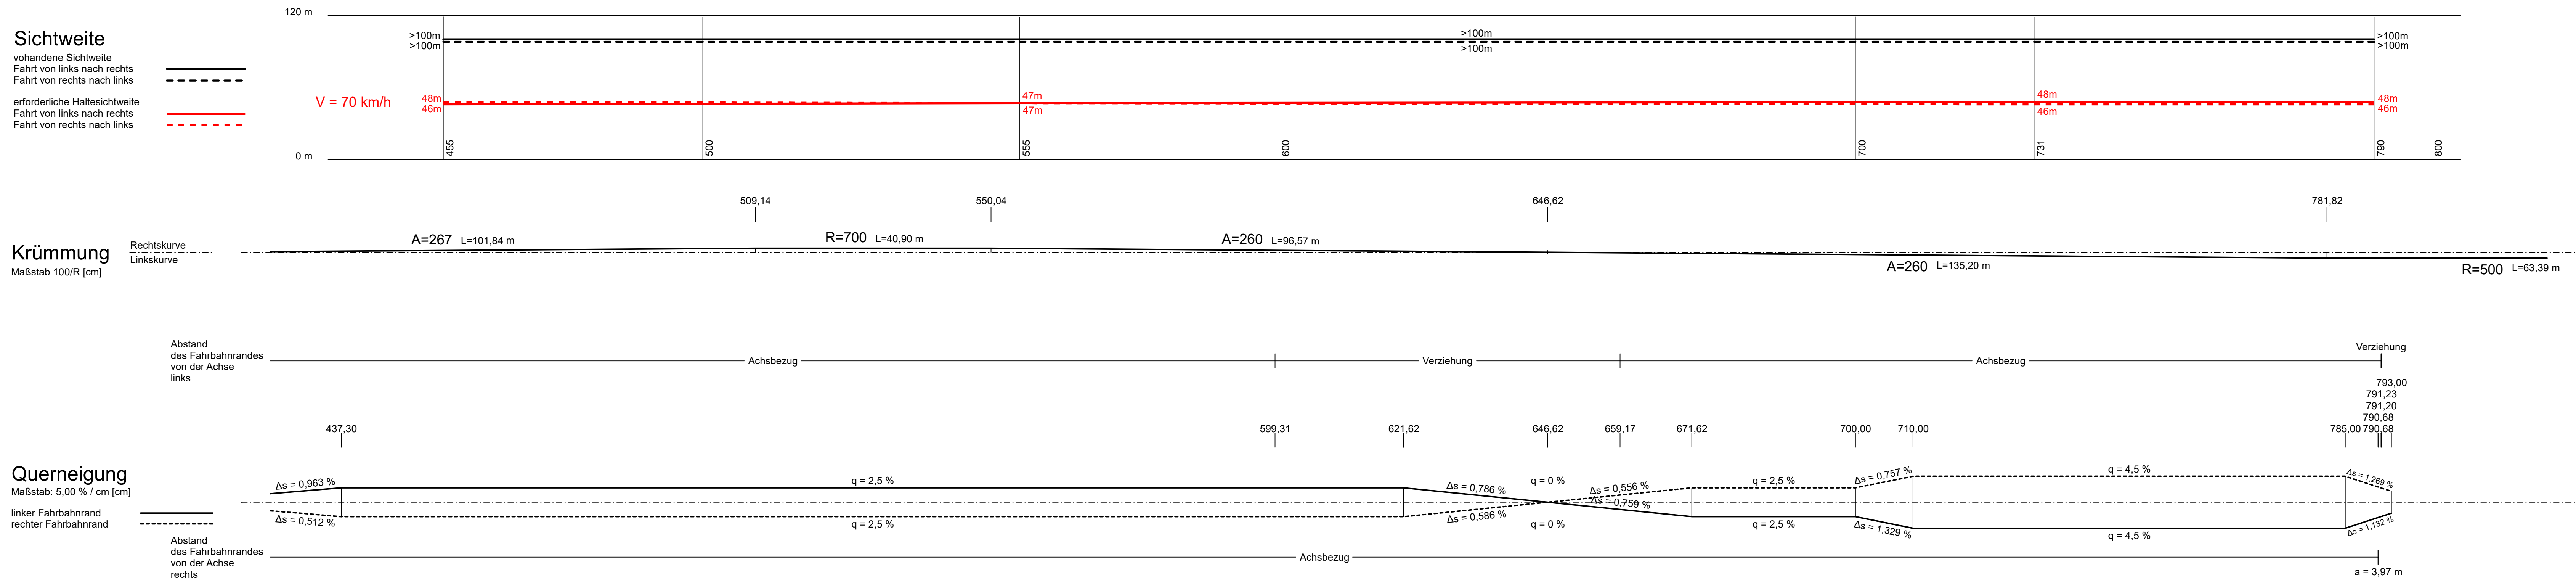 120 m
Sichtweite
vohandene Sichtweite
Fahrt von links nach rechts
Fahrt von rechts nach links
erforderliche Haltesichtweite
Fahrt von links nach rechts
Fahrt von rechts nach links
V = 70 km/h
0 m
>100m
>100m
>100m
>100m
>100m
>100m
48m
46m
47m
47m
48m
46m
48m
46m
455
500
555
600
700
731
790
800
509,14
550,04
646,62
781,82
Krümmung
Maßstab 100/R [cm]
Rechtskurve
Linkskurve
A=267 L=101,84 m
R=700 L=40,90 m
A=260 L=96,57 m
A=260 L=135,20 m
R=500 L=63,39 m
Abstand
des Fahrbahnrandes
von der Achse
links
Achsbezug
Verziehung
Achsbezug
Verziehung
793,00
791,23
791,20
790,68
437,30
599,31
621,62
646,62
659,17
671,62
700,00
710,00
785,00
790,68
Querneigung
Maßstab: 5,00 % / cm [cm]
linker Fahrbahnrand
rechter Fahrbahnrand
Δs = 0,963 %
Δs = 0,512 %
q = 2,5 %
q = 2,5 %
Δs = 0,786 %
Δs = 0,586 %
q = 0 %
q = 0 %
Δs = 0,556 %
Δs = 0,759 %
q = 2,5 %
q = 2,5 %
Δs = 0,757 %
Δs = 1,329 %
q = 4,5 %
q = 4,5 %
Δs = 1,269 %
Δs = 1,132 %
Abstand
des Fahrbahnrandes
von der Achse
rechts
Achsbezug
a = 3,97 m